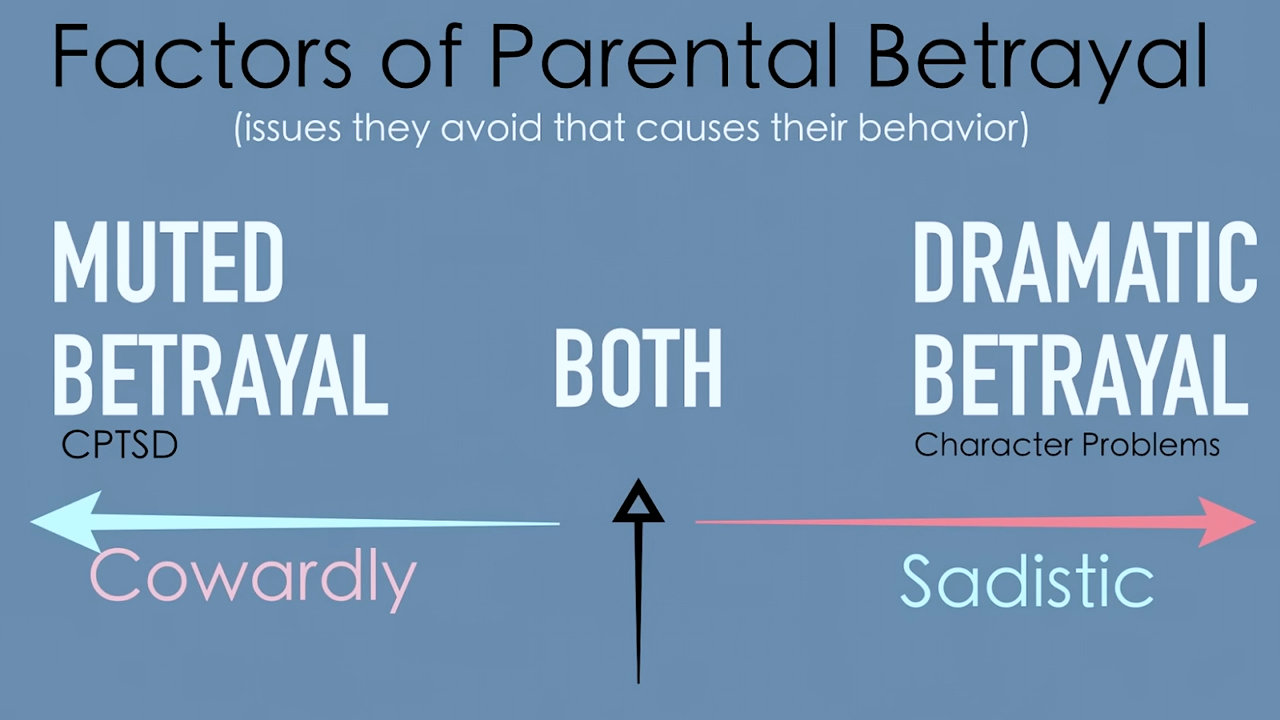 Factors of Parental Betrayal
(issues they avoid that causes their behavior)
MUTED
BETRAYAL
CPTSD
BOTH
DRAMATIC
BETRAYAL
Character Problems
Cowardly
Sadistic